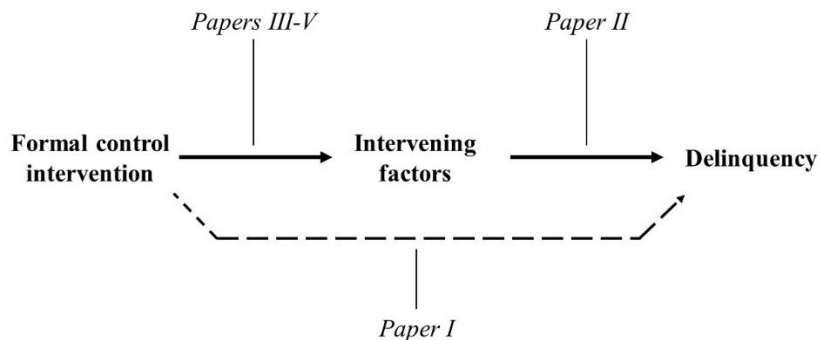 Papers III-V
Paper II
Formal control
intervention
Intervening
factors
Delinquency
Paper I